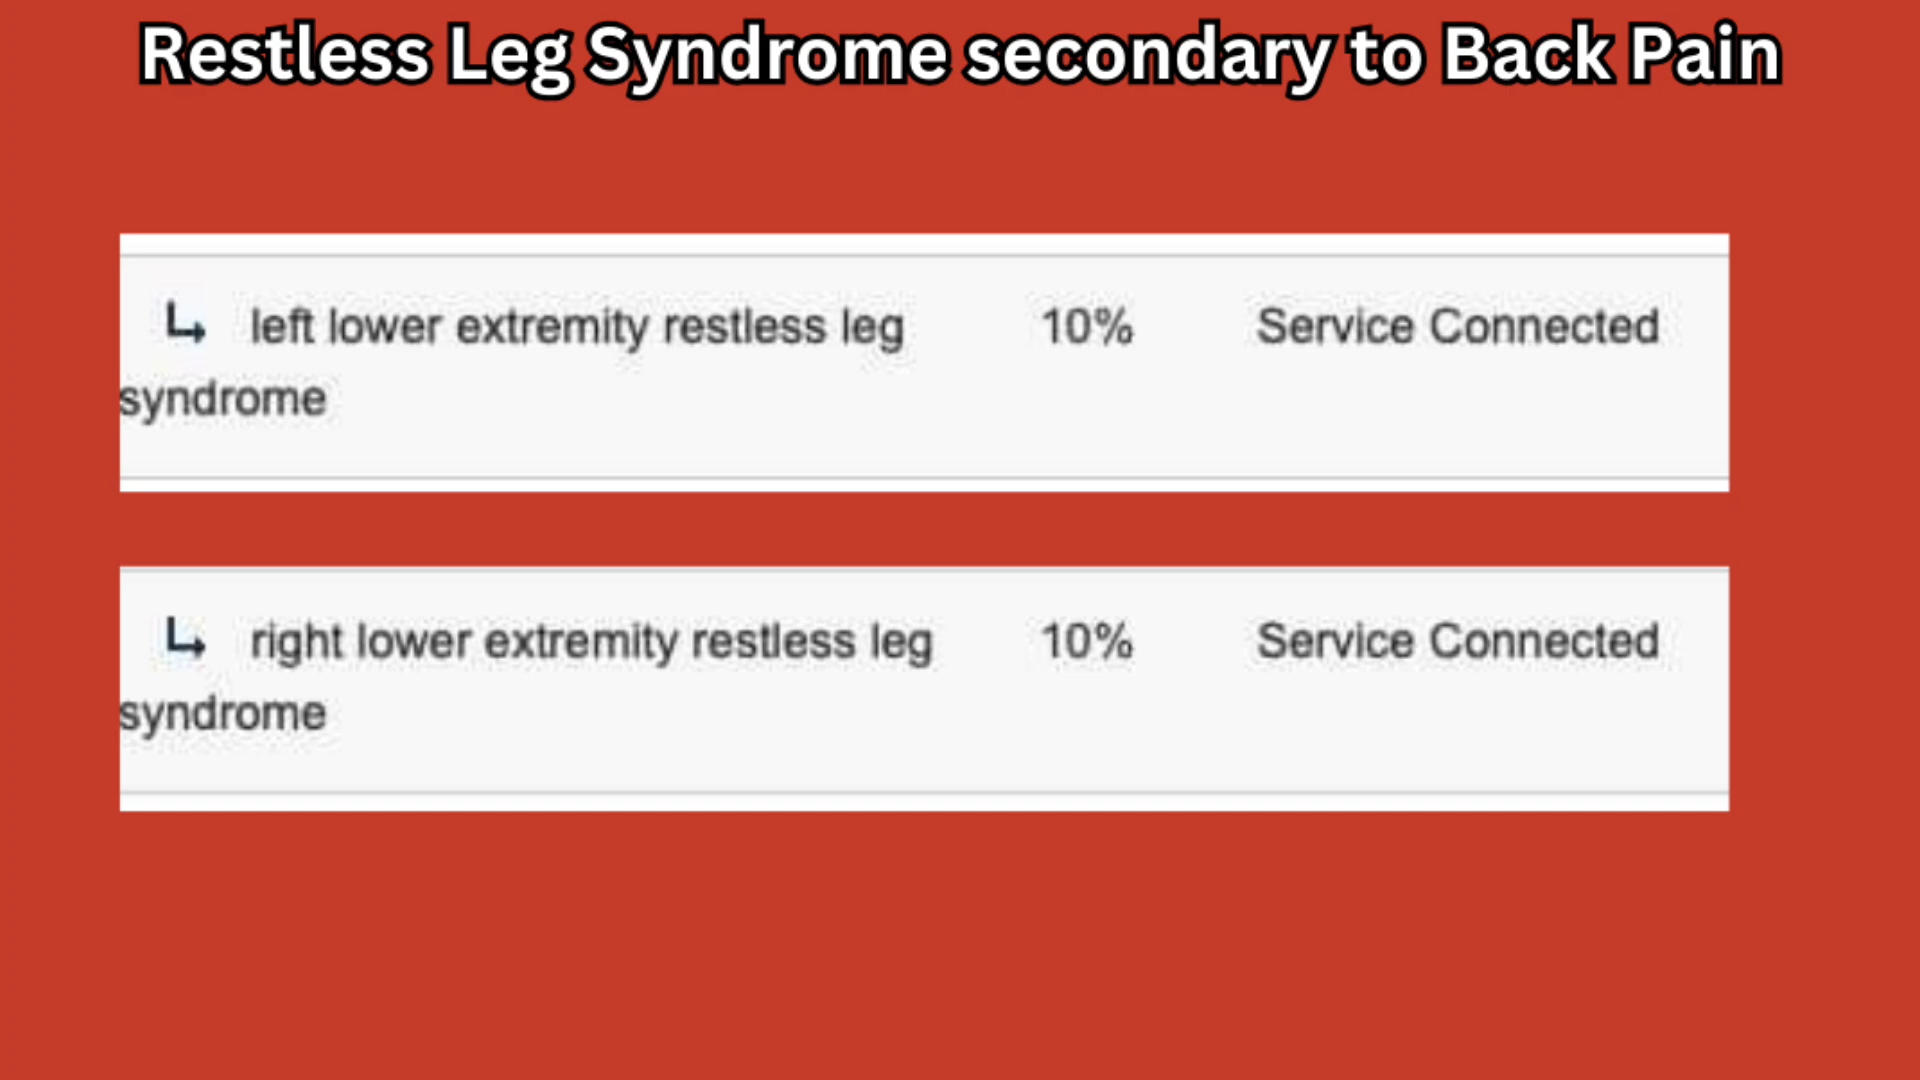 Restless Leg Syndrome secondary to Back Pain
↳ left lower extremity restless leg 10% Service Connected
syndrome
↳ right lower extremity restless leg 10% Service Connected
syndrome